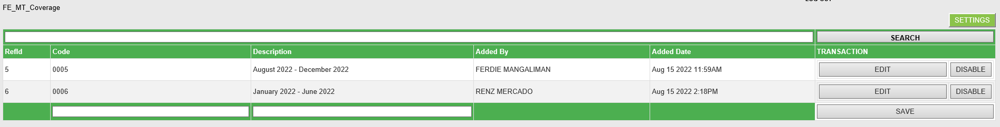 FE_MT_Coverage
SETTINGS
SEARCH
RefId Code Description Added By Added Date TRANSACTION
5 0005 August 2022 - December 2022 FERDIE MANGALIMAN Aug 15 2022 11:59AM EDIT DISABLE
6 0006 January 2022 - June 2022 RENZ MERCADO Aug 15 2022 2:18PM EDIT DISABLE
SAVE